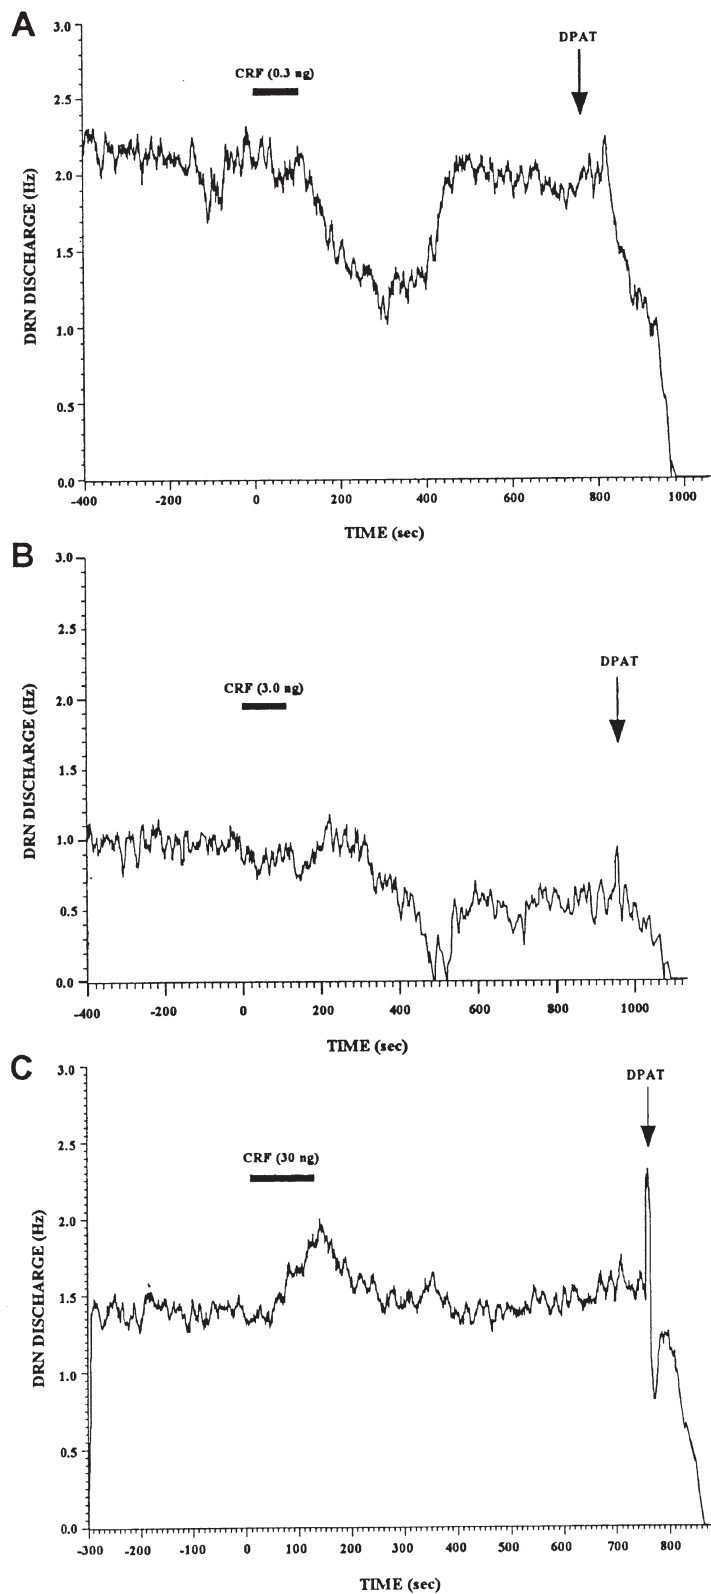 A
3.0
DPAT
CRF (0.3 ng)
2.5
2.0
1.5
1.0
0.5
0.0
DRN DISCHARGE (Hz)
-400 -200 0 200 400 600 800 1000
TIME (sec)
B
3.0
2.5
DPAT
CRF (3.0 ng)
2.0
1.5
1.0
0.5
0.0
DRN DISCHARGE (Hz)
-400 -200 0 200 400 600 800 1000
TIME (sec)
C
3.0
DPAT
2.5
CRF (30 ng)
2.0
1.5
1.0
0.5
0.0
DRN DISCHARGE (Hz)
-300 -200 -100 0 100 200 300 400 500 600 700 800
TIME (sec)